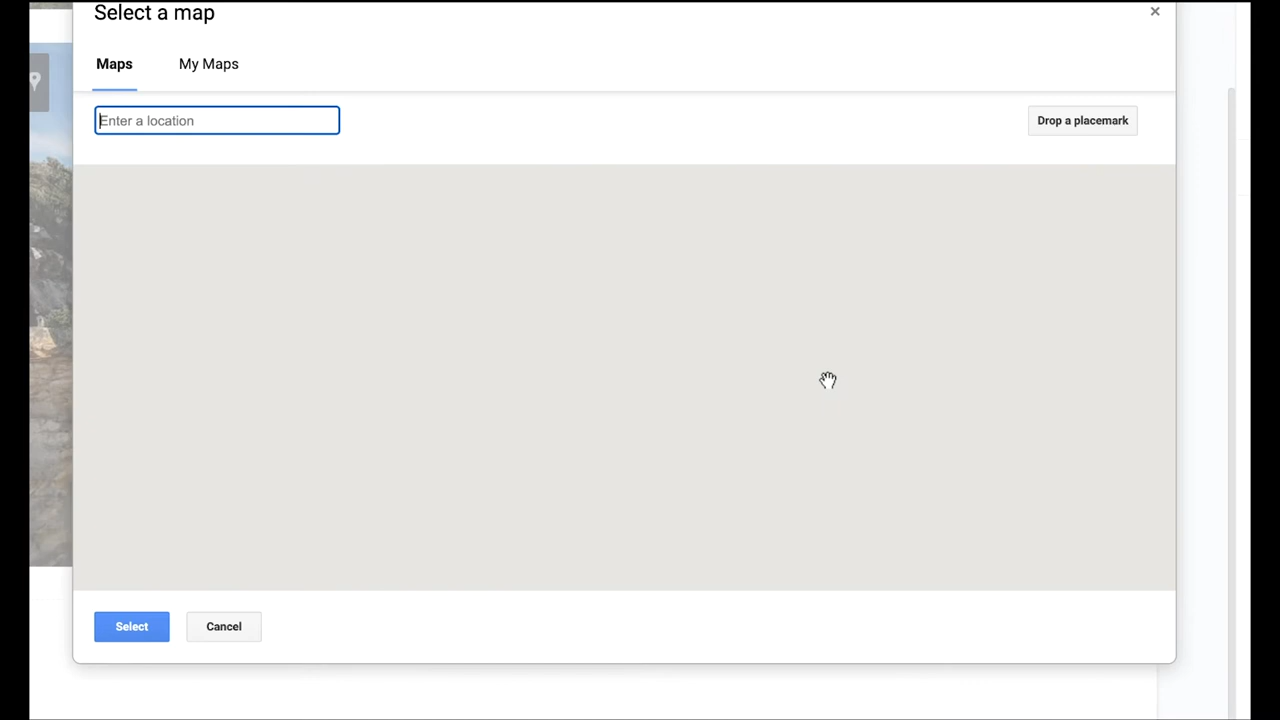 Select a map
×
Maps
My Maps
Enter a location
Drop a placemark
Select
Cancel